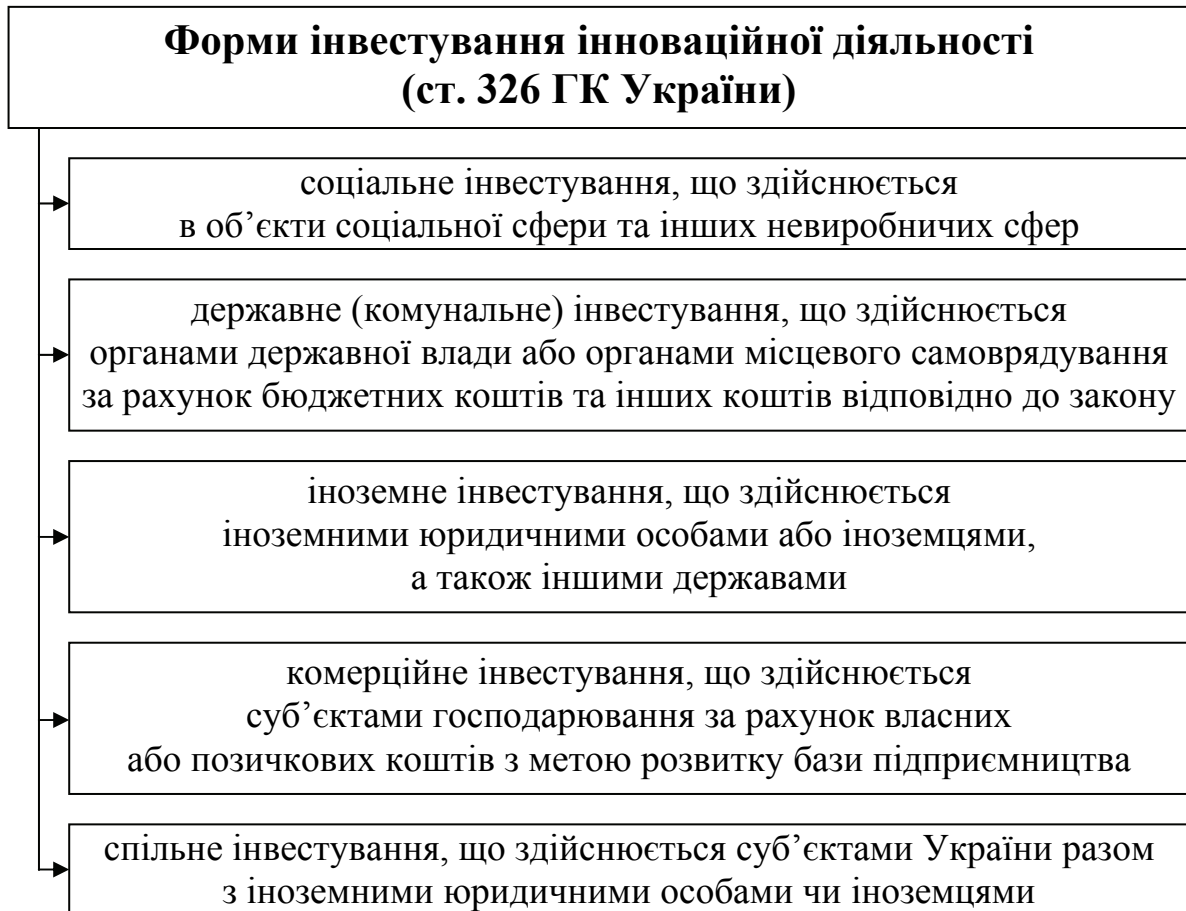 Форми інвестування інноваційної діяльності
(ст. 326 ГК України)
соціальне інвестування, що здійснюється
в об’єкти соціальної сфери та інших невиробничих сфер
державне (комунальне) інвестування, що здійснюється
органами державної влади або органами місцевого самоврядування
за рахунок бюджетних коштів та інших коштів відповідно до закону
іноземне інвестування, що здійснюється
іноземними юридичними особами або іноземцями,
а також іншими державами
комерційне інвестування, що здійснюється
суб’єктами господарювання за рахунок власних
або позичкових коштів з метою розвитку бази підприємництва
спільне інвестування, що здійснюється суб’єктами України разом
з іноземними юридичними особами чи іноземцями